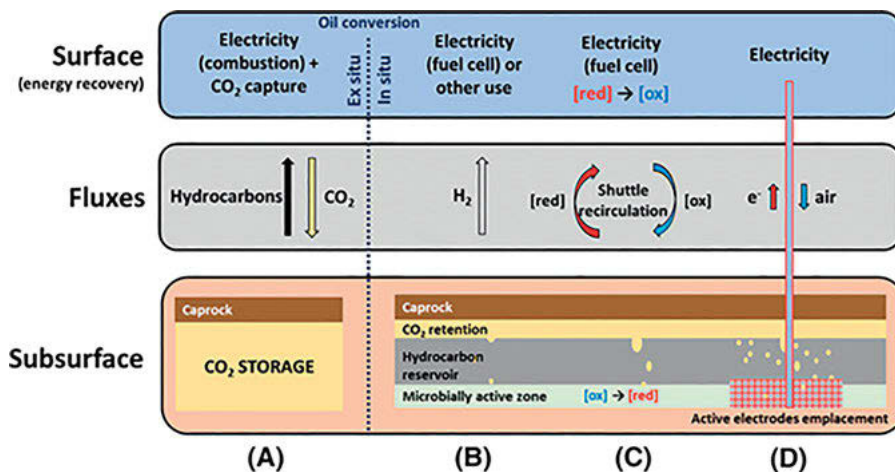 Oil conversion
Ex situ
In situ
Surface
(energy recovery)
Electricity
(combustion) +
CO₂ capture
Electricity
(fuel cell) or
other use
Electricity
(fuel cell)
[red] → [ox]
Electricity
Fluxes
Hydrocarbons
CO₂
H₂
[red]
Shuttle
recirculation
[ox]
e⁻
air
Subsurface
Caprock
CO₂ STORAGE
Caprock
CO₂ retention
Hydrocarbon
reservoir
Microbially active zone
[ox] → [red]
Active electrodes emplacement
(A)
(B)
(C)
(D)